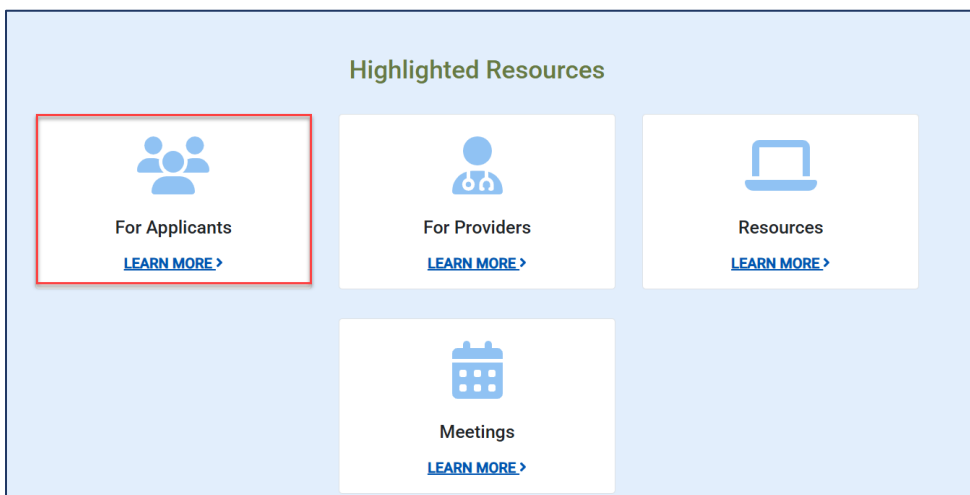 Highlighted Resources
For Applicants
LEARN MORE >
For Providers
LEARN MORE >
Resources
LEARN MORE >
Meetings
LEARN MORE >